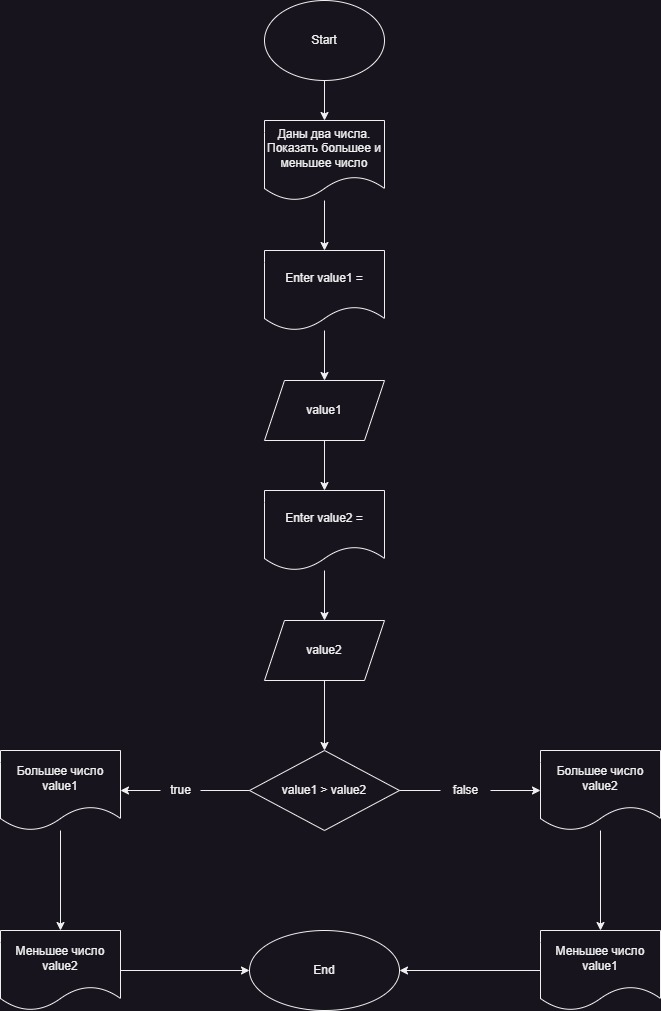 Start
Даны два числа.
Показать большее и
меньшее число
Enter value1 =
value1
Enter value2 =
value2
Большее число
value1
true
value1 > value2
false
Большее число
value2
Меньшее число
value2
End
Меньшее число
value1